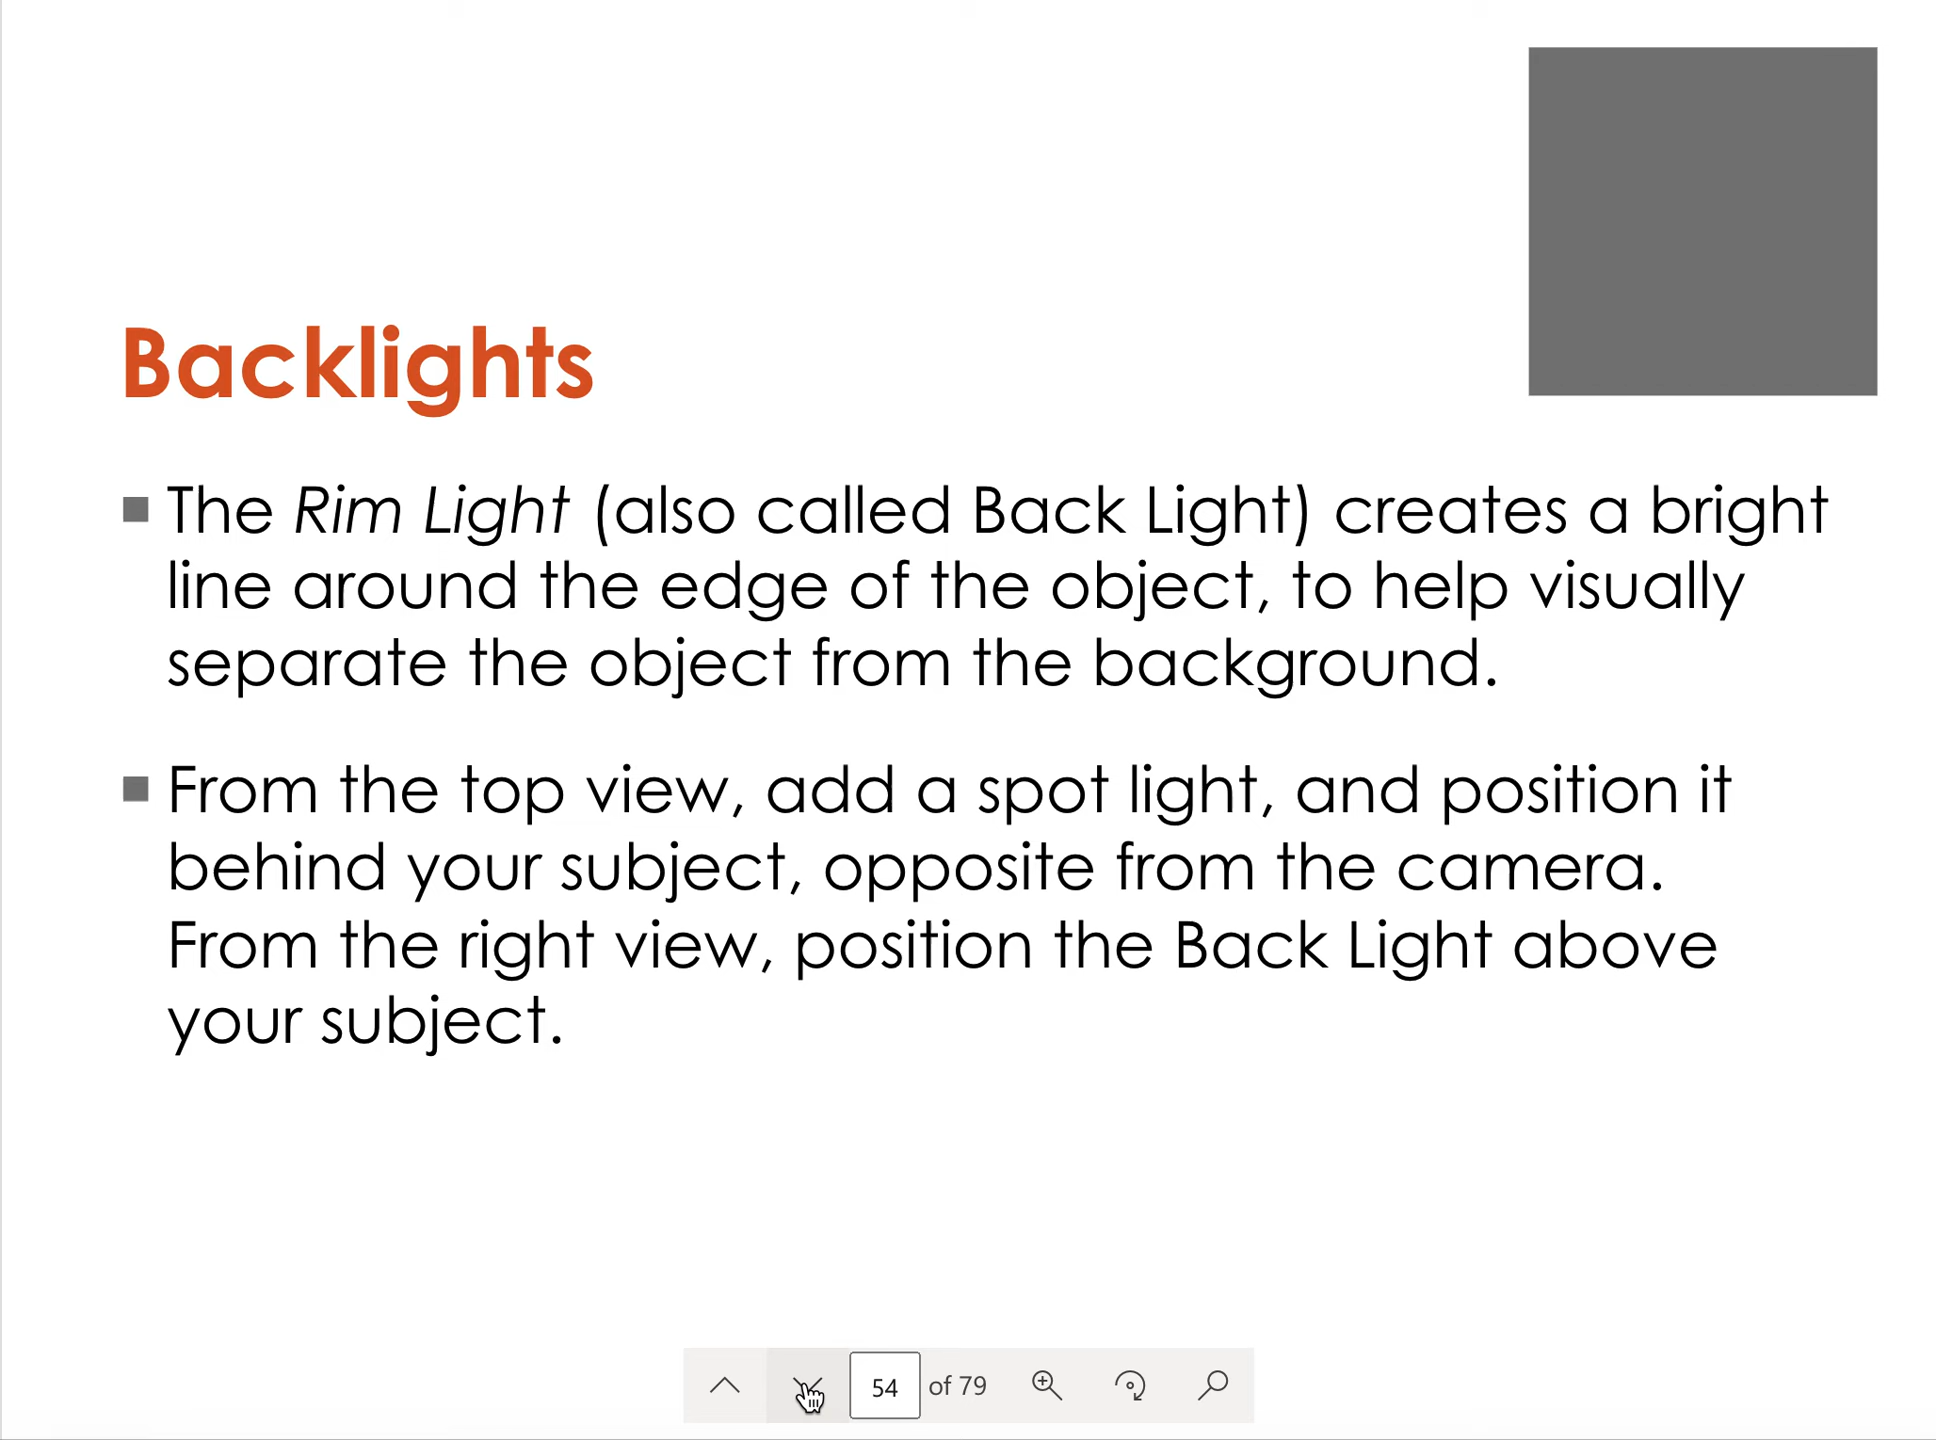 Backlights
The Rim Light (also called Back Light) creates a bright
line around the edge of the object, to help visually
separate the object from the background.
From the top view, add a spot light, and position it
behind your subject, opposite from the camera.
From the right view, position the Back Light above
your subject.
54 of 79